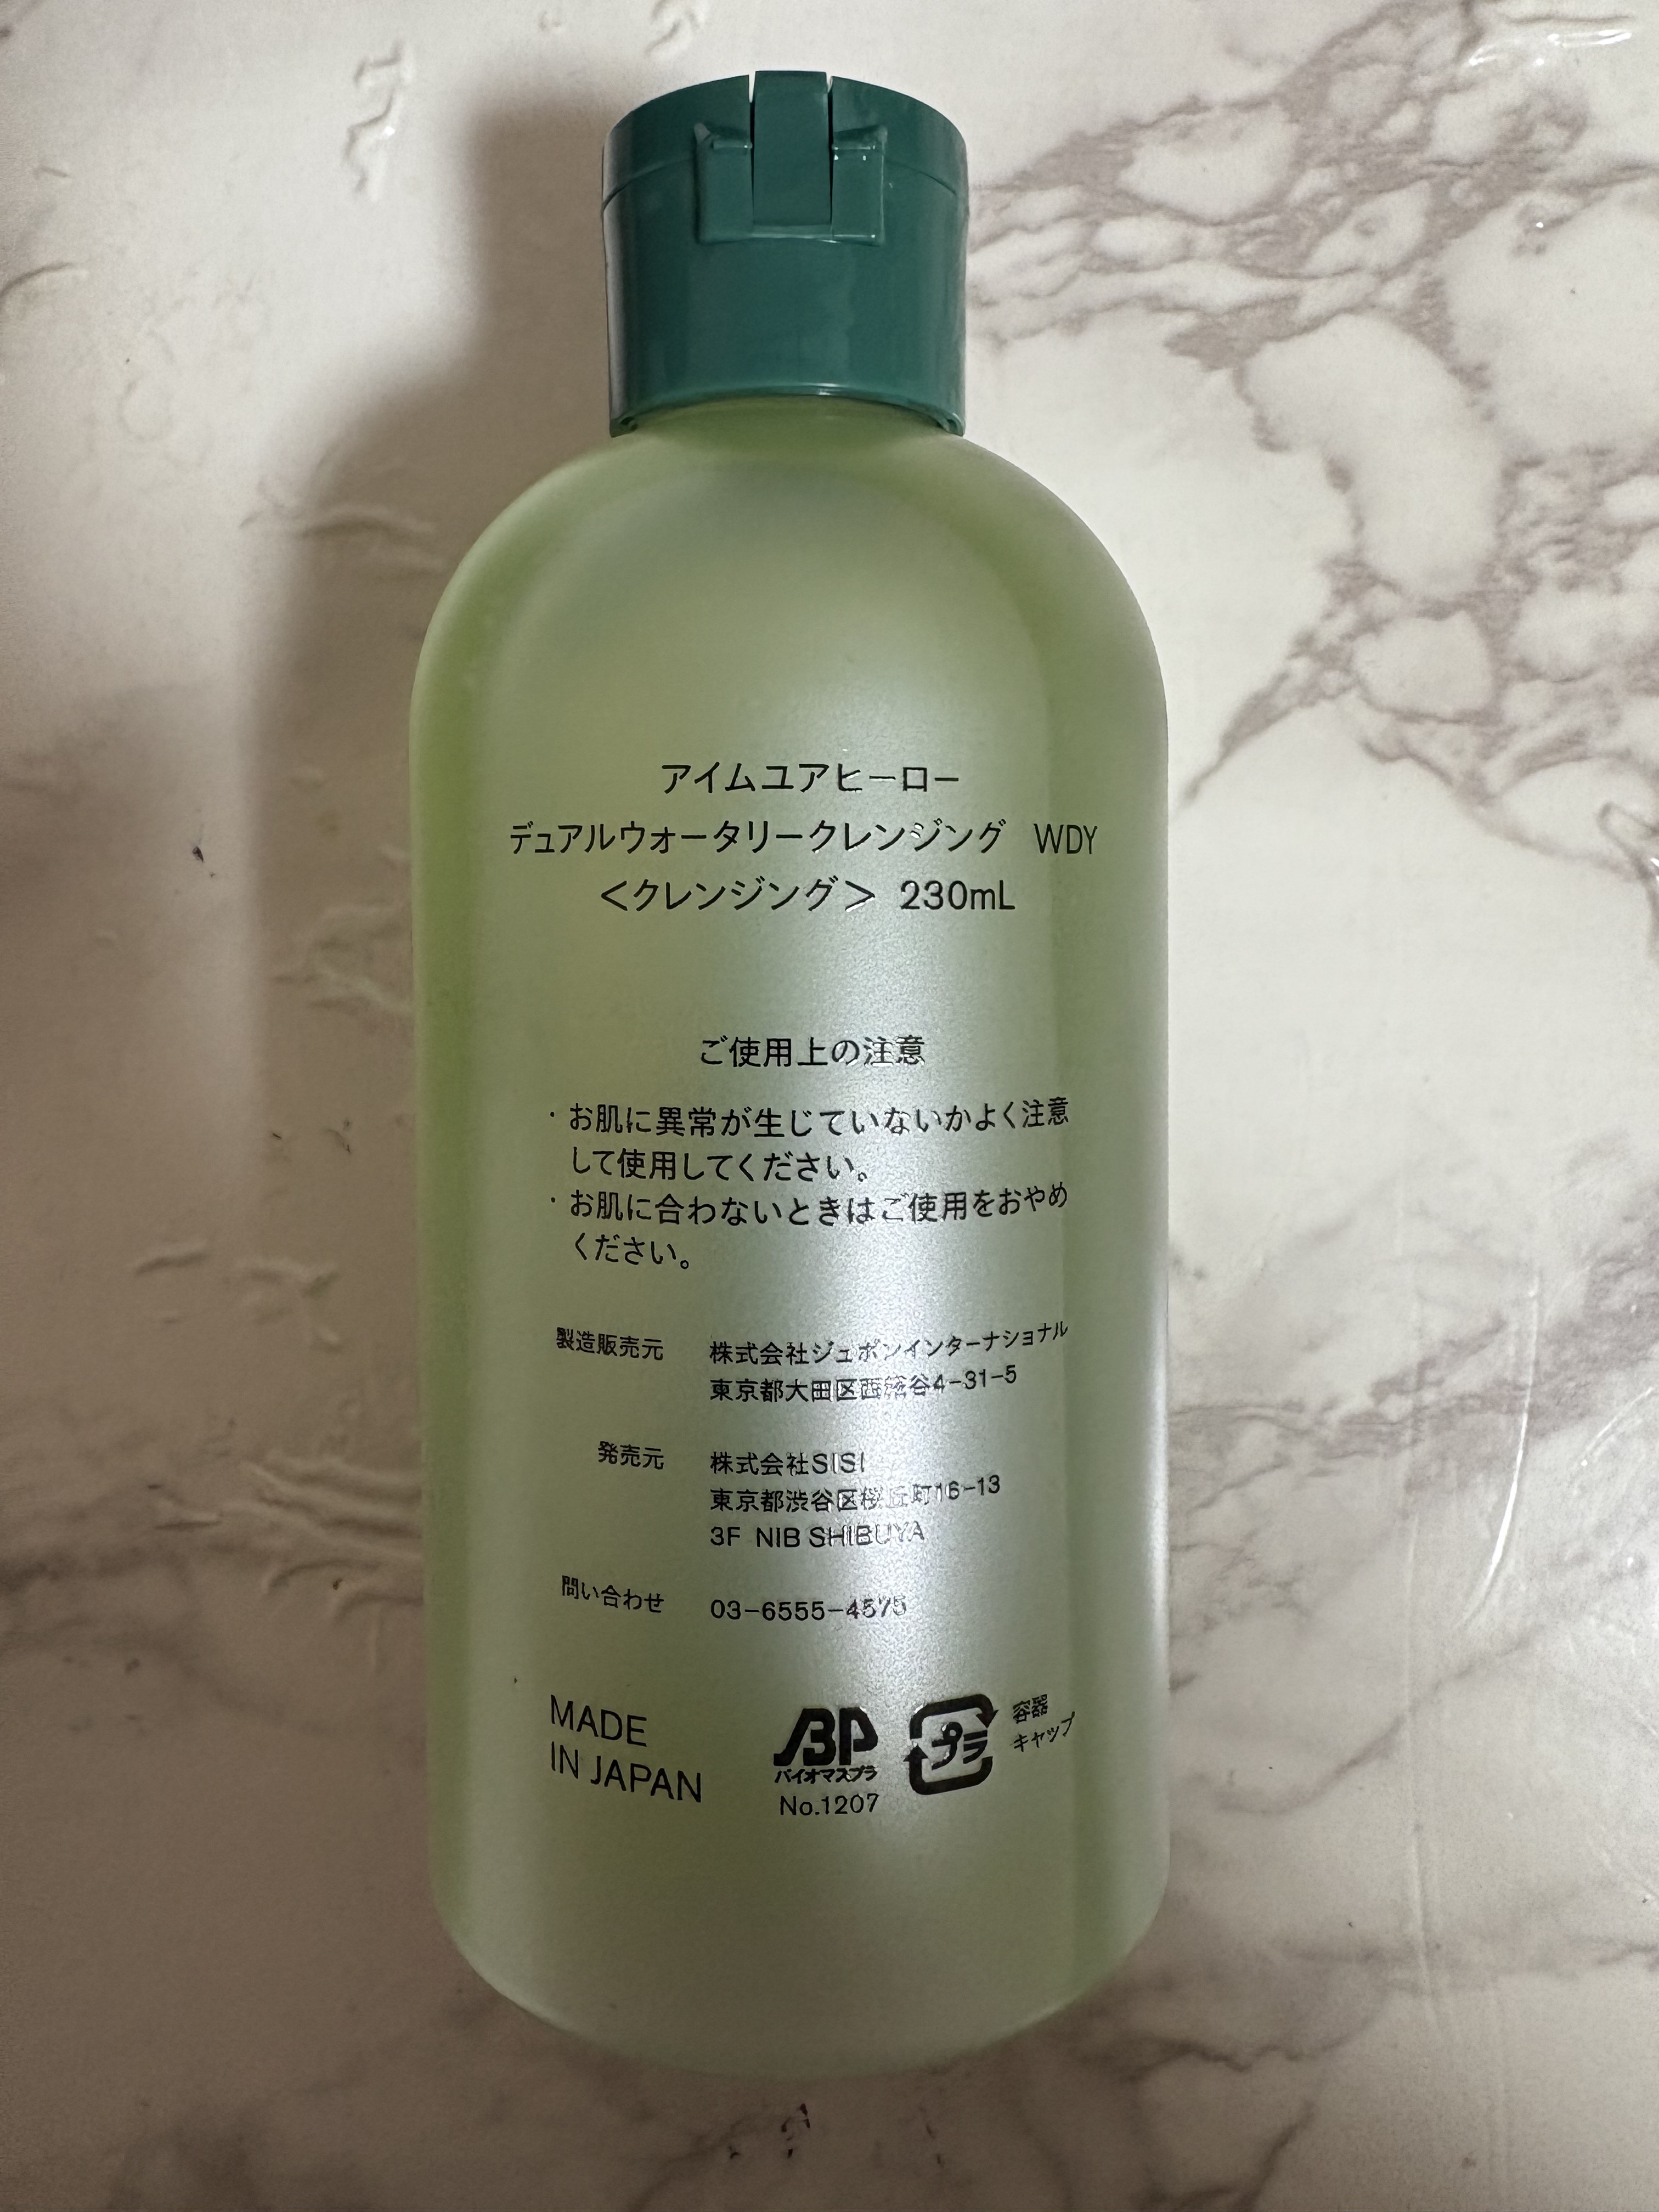 アイムユアヒーロー
デュアルウォータリークレンジング WDY
＜クレンジング＞ 230mL
ご使用上の注意
・お肌に異常が生じていないかよく注意
して使用してください。
・お肌に合わないときはご使用をおやめ
ください。
製造販売元 株式会社ジュポンインターナショナル
東京都大田区西糀谷4-31-5
発売元 株式会社SISI
東京都渋谷区桜丘町16-13
3F NIB SHIBUYA
問い合わせ 03-6555-4575
MADE
IN JAPAN
BP
バイオマスプラ
No.1207
プラ
容器
キャップ